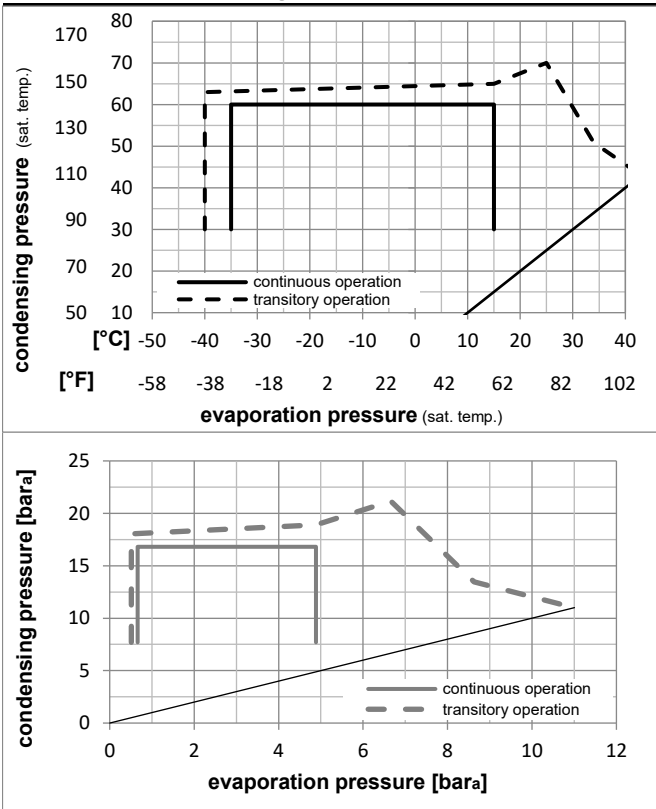 170 80
150 70
130 60
50
110 40
90 30
70 20
50 10
condensing pressure (sat. temp.)
continuous operation
transitory operation
[°C] -50 -40 -30 -20 -10 0 10 20 30 40
[°F] -58 -38 -18 2 22 42 62 82 102
evaporation pressure (sat. temp.)
25
20
15
10
5
0
condensing pressure [bara]
continuous operation
transitory operation
0 2 4 6 8 10 12
evaporation pressure [bara]